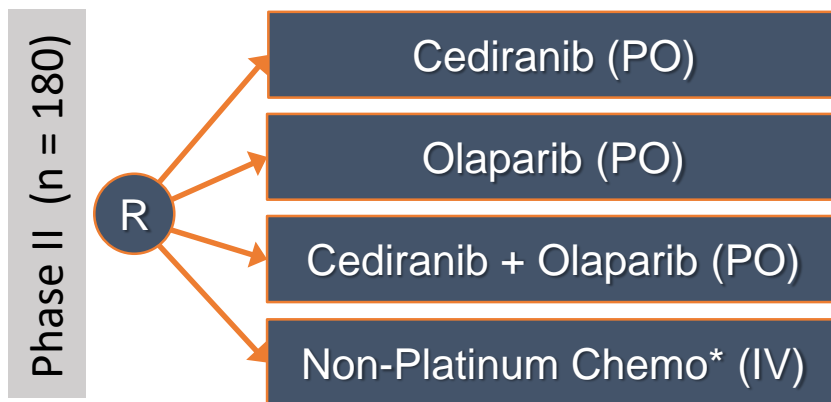 Phase II (n = 180)
R
Cediranib (PO)
Olaparib (PO)
Cediranib + Olaparib (PO)
Non-Platinum Chemo* (IV)